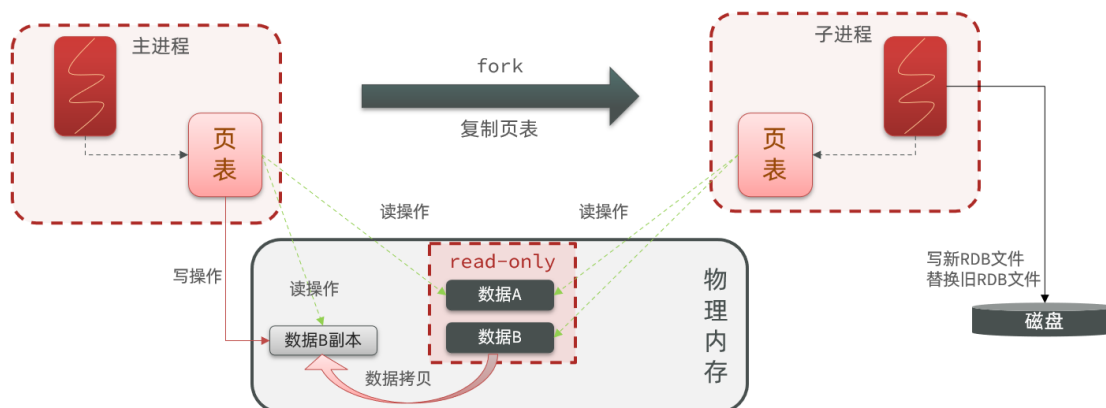 主进程
子进程
fork
复制页表
页
表
页
表
读操作
读操作
写操作
读操作
read-only
数据A
数据B
数据B副本
数据拷贝
物理内存
写新RDB文件
替换旧RDB文件
磁盘